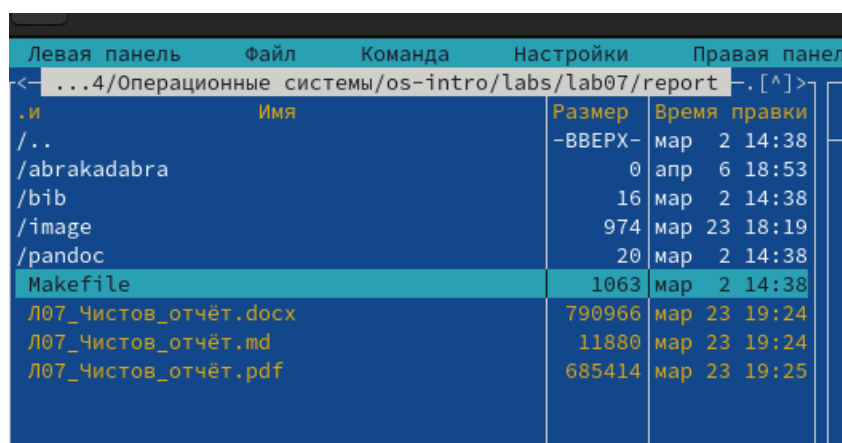 Левая панель Файл Команда Настройки Правая панел
<─ ...4/Операционные системы/os-intro/labs/lab07/report ─.[^]>
.и Имя Размер Время правки
/.. -ВВЕРХ- мар 2 14:38
/abrakadabra 0 апр 6 18:53
/bib 16 мар 2 14:38
/image 974 мар 23 18:19
/pandoc 20 мар 2 14:38
Makefile 1063 мар 2 14:38
Л07_Чистов_отчёт.docx 790966 мар 23 19:24
Л07_Чистов_отчёт.md 11880 мар 23 19:24
Л07_Чистов_отчёт.pdf 685414 мар 23 19:25